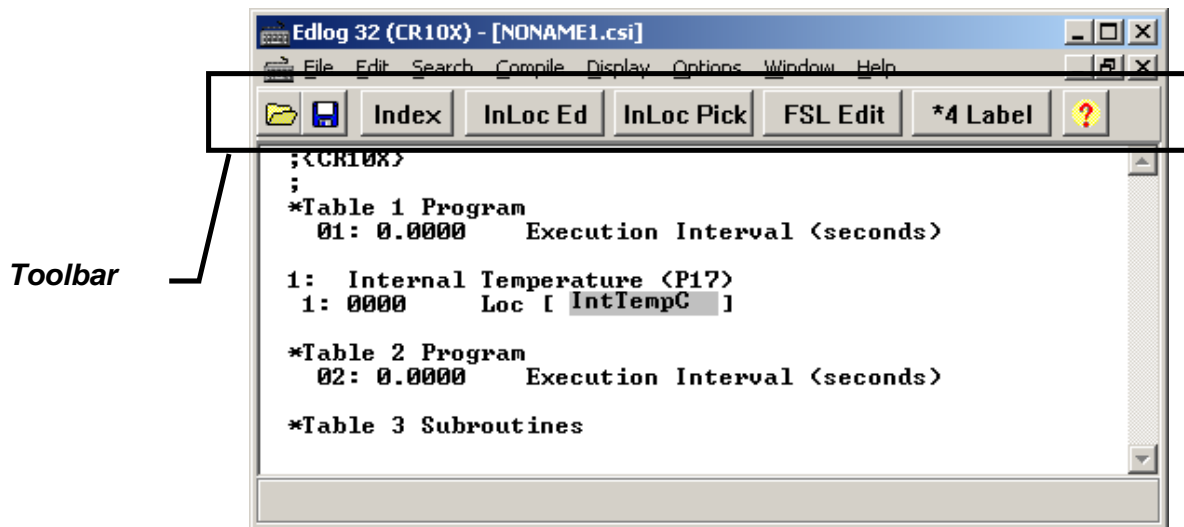 Edlog 32 (CR10X) - [NONAME1.csi]
File Edit Search Compile Display Options Window Help
Index InLoc Ed InLoc Pick FSL Edit *4 Label ?
;{CR10X}
;
*Table 1 Program
01: 0.0000 Execution Interval (seconds)
Toolbar
1: Internal Temperature (P17)
1: 0000 Loc [ IntTempC ]
*Table 2 Program
02: 0.0000 Execution Interval (seconds)
*Table 3 Subroutines